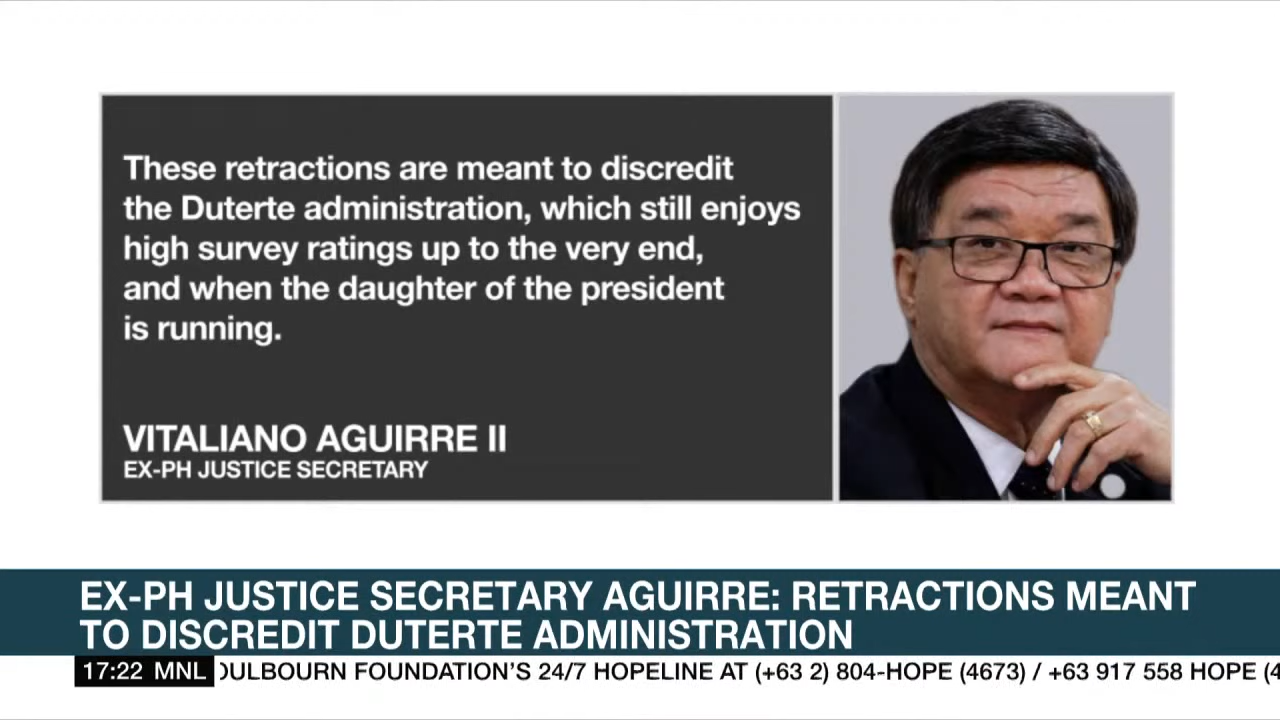 These retractions are meant to discredit
the Duterte administration, which still enjoys
high survey ratings up to the very end,
and when the daughter of the president
is running.
VITALIANO AGUIRRE II
EX-PH JUSTICE SECRETARY
EX-PH JUSTICE SECRETARY AGUIRRE: RETRACTIONS MEANT
TO DISCREDIT DUTERTE ADMINISTRATION
17:22 MNL OULBOURN FOUNDATION'S 24/7 HOPELINE AT (+63 2) 804-HOPE (4673) / +63 917 558 HOPE (4